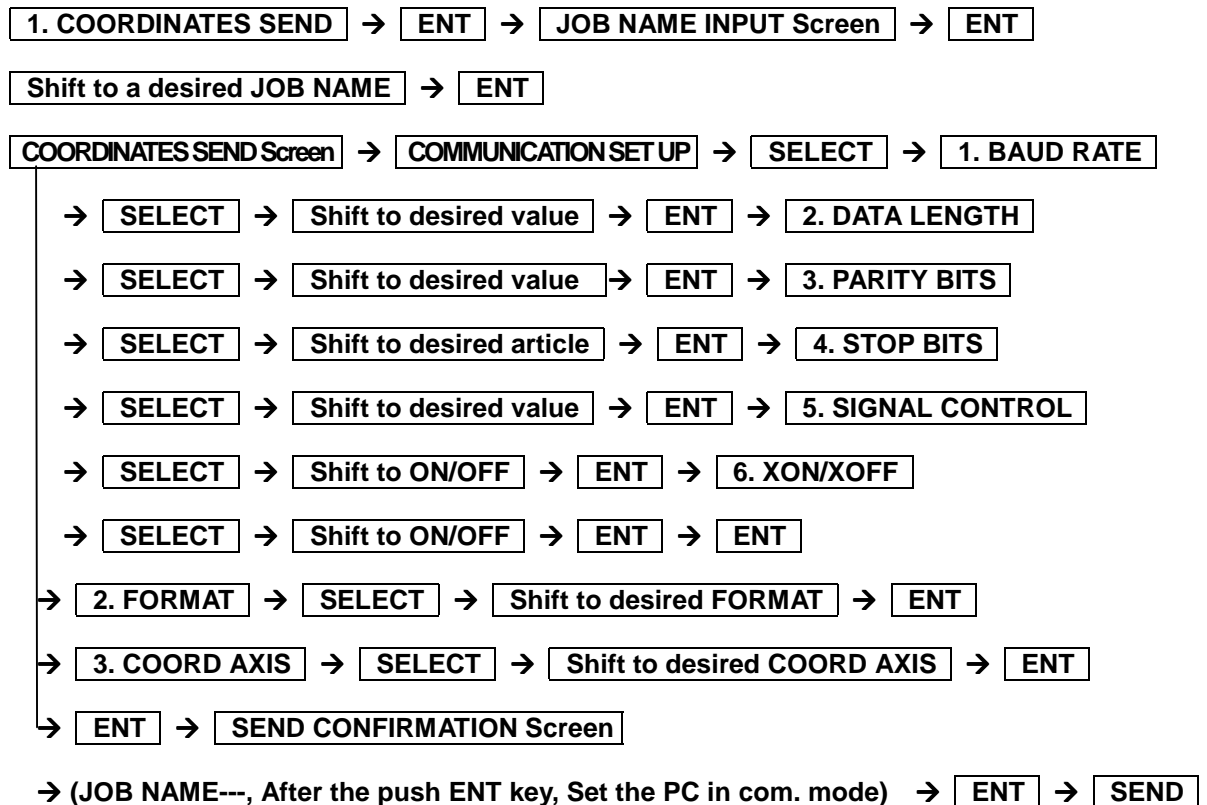 1. COORDINATES SEND → ENT → JOB NAME INPUT Screen → ENT
Shift to a desired JOB NAME → ENT
COORDINATES SEND Screen → COMMUNICATION SET UP → SELECT → 1. BAUD RATE
→ SELECT → Shift to desired value → ENT → 2. DATA LENGTH
→ SELECT → Shift to desired value → ENT → 3. PARITY BITS
→ SELECT → Shift to desired article → ENT → 4. STOP BITS
→ SELECT → Shift to desired value → ENT → 5. SIGNAL CONTROL
→ SELECT → Shift to ON/OFF → ENT → 6. XON/XOFF
→ SELECT → Shift to ON/OFF → ENT → ENT
→ 2. FORMAT → SELECT → Shift to desired FORMAT → ENT
→ 3. COORD AXIS → SELECT → Shift to desired COORD AXIS → ENT
→ ENT → SEND CONFIRMATION Screen
→ (JOB NAME---, After the push ENT key, Set the PC in com. mode) → ENT → SEND